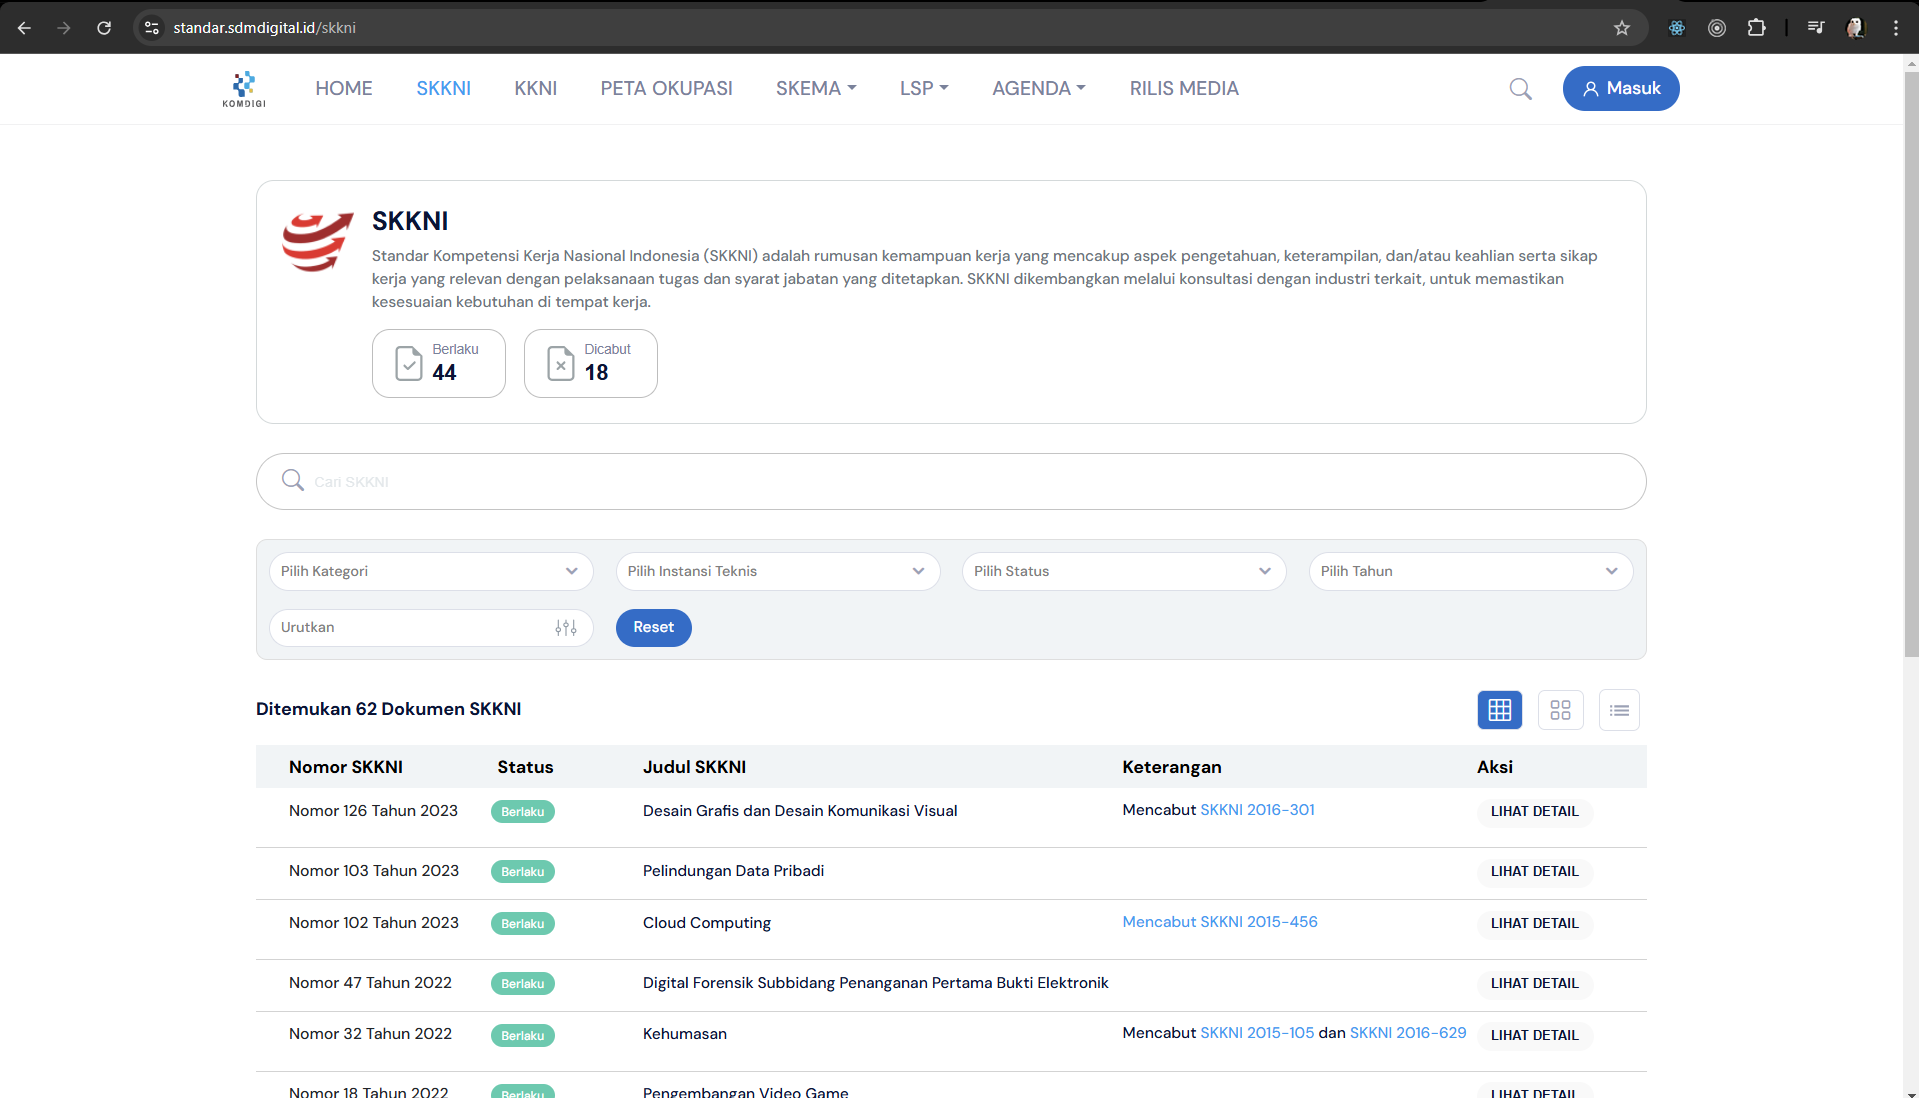 standar.sdmdigital.id/skkni
KOMDIGI
HOME
SKKNI
KKNI
PETA OKUPASI
SKEMA
LSP
AGENDA
RILIS MEDIA
Masuk
SKKNI
Standar Kompetensi Kerja Nasional Indonesia (SKKNI) adalah rumusan kemampuan kerja yang mencakup aspek pengetahuan, keterampilan, dan/atau keahlian serta sikap
kerja yang relevan dengan pelaksanaan tugas dan syarat jabatan yang ditetapkan. SKKNI dikembangkan melalui konsultasi dengan industri terkait, untuk memastikan
kesesuaian kebutuhan di tempat kerja.
Berlaku
44
Dicabut
18
Cari SKKNI
Pilih Kategori
Pilih Instansi Teknis
Pilih Status
Pilih Tahun
Urutkan
Reset
Ditemukan 62 Dokumen SKKNI
Nomor SKKNI Status Judul SKKNI Keterangan Aksi
Nomor 126 Tahun 2023 Berlaku Desain Grafis dan Desain Komunikasi Visual Mencabut SKKNI 2016-301 LIHAT DETAIL
Nomor 103 Tahun 2023 Berlaku Pelindungan Data Pribadi LIHAT DETAIL
Nomor 102 Tahun 2023 Berlaku Cloud Computing Mencabut SKKNI 2015-456 LIHAT DETAIL
Nomor 47 Tahun 2022 Berlaku Digital Forensik Subbidang Penanganan Pertama Bukti Elektronik LIHAT DETAIL
Nomor 32 Tahun 2022 Berlaku Kehumasan Mencabut SKKNI 2015-105 dan SKKNI 2016-629 LIHAT DETAIL
Nomor 18 Tahun 2022 Berlaku Pengembangan Video Game LIHAT DETAIL